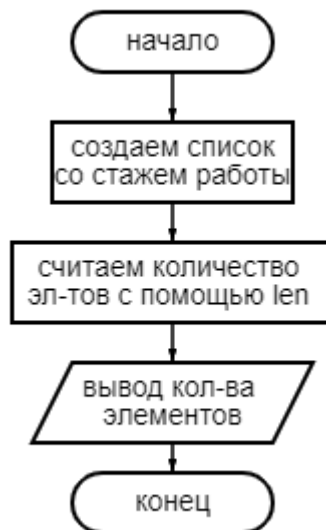 начало
создаем список
со стажем работы
считаем количество
эл-тов с помощью len
вывод кол-ва
элементов
конец